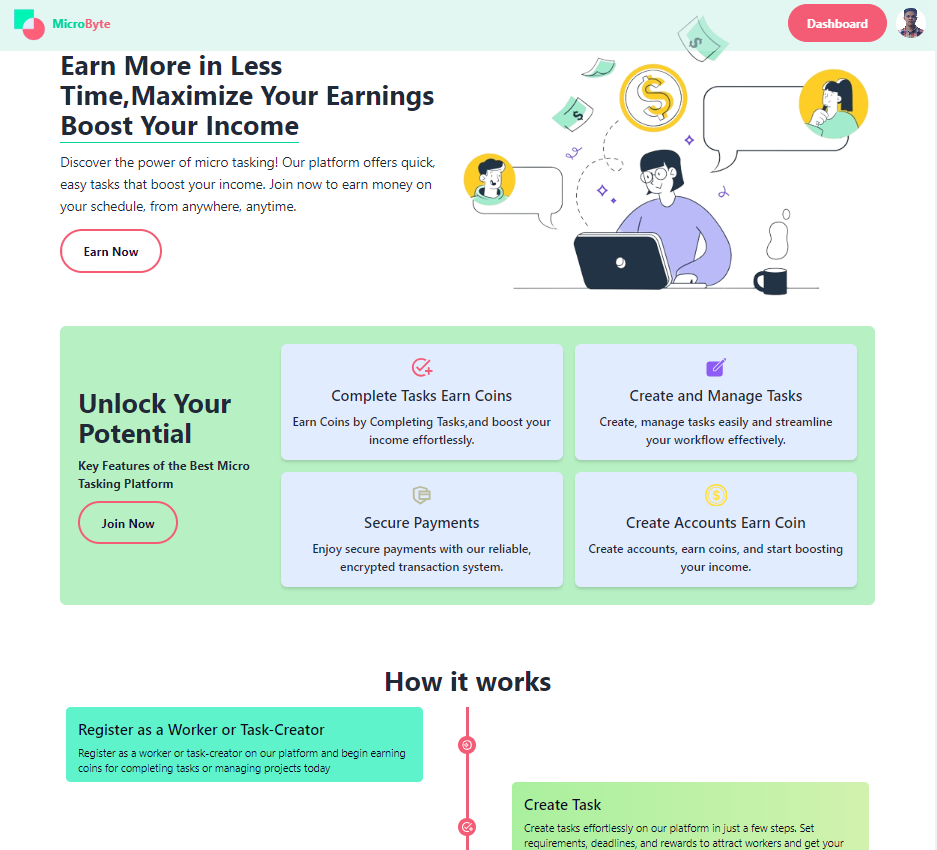 MicroByte
Dashboard
Earn More in Less
Time,Maximize Your Earnings
Boost Your Income
Discover the power of micro tasking! Our platform offers quick,
easy tasks that boost your income. Join now to earn money on
your schedule, from anywhere, anytime.
Earn Now
$
$
$
Unlock Your
Potential
Key Features of the Best Micro
Tasking Platform
Join Now
Complete Tasks Earn Coins
Earn Coins by Completing Tasks,and boost your
income effortlessly.
Create and Manage Tasks
Create, manage tasks easily and streamline
your workflow effectively.
Secure Payments
Enjoy secure payments with our reliable,
encrypted transaction system.
$
Create Accounts Earn Coin
Create accounts, earn coins, and start boosting
your income.
How it works
Register as a Worker or Task-Creator
Register as a worker or task-creator on our platform and begin earning
coins for completing tasks or managing projects today
Create Task
Create tasks effortlessly on our platform in just a few steps. Set
requirements, deadlines, and rewards to attract workers and get your